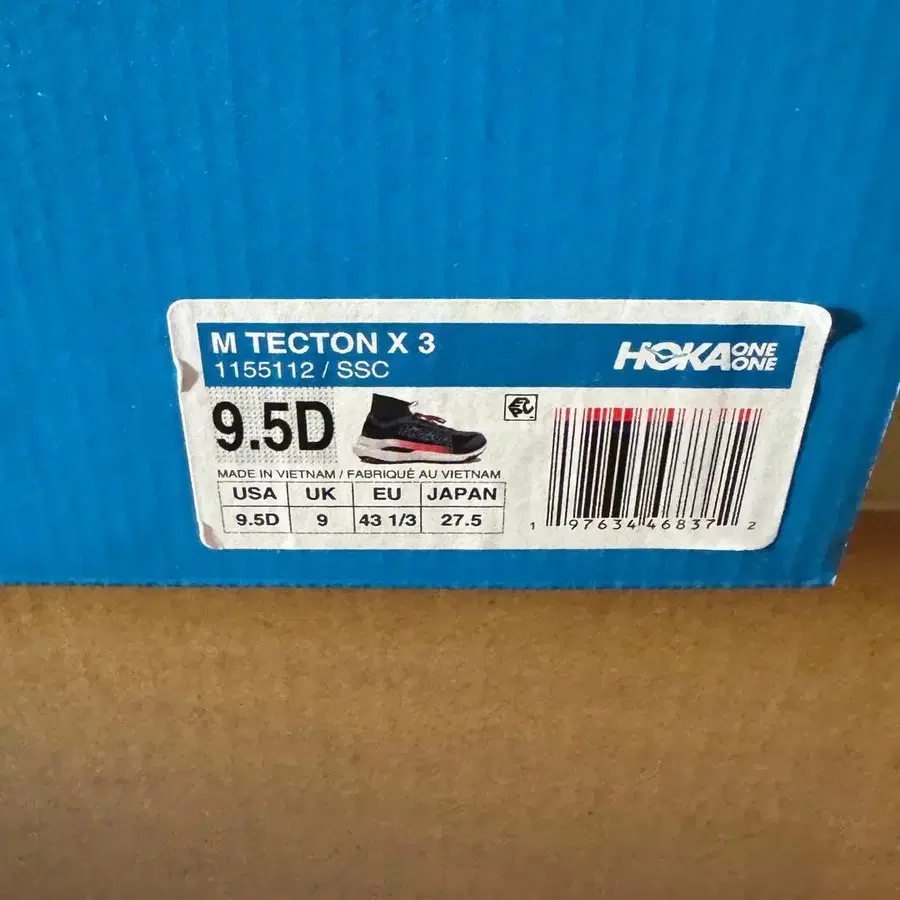 M TECTON X 3
1155112 / SSC
HOKA ONE ONE
9.5D
MADE IN VIETNAM / FABRIQUÉ AU VIETNAM
USA UK EU JAPAN
9.5D 9 43 1/3 27.5
1 97634 46837 2